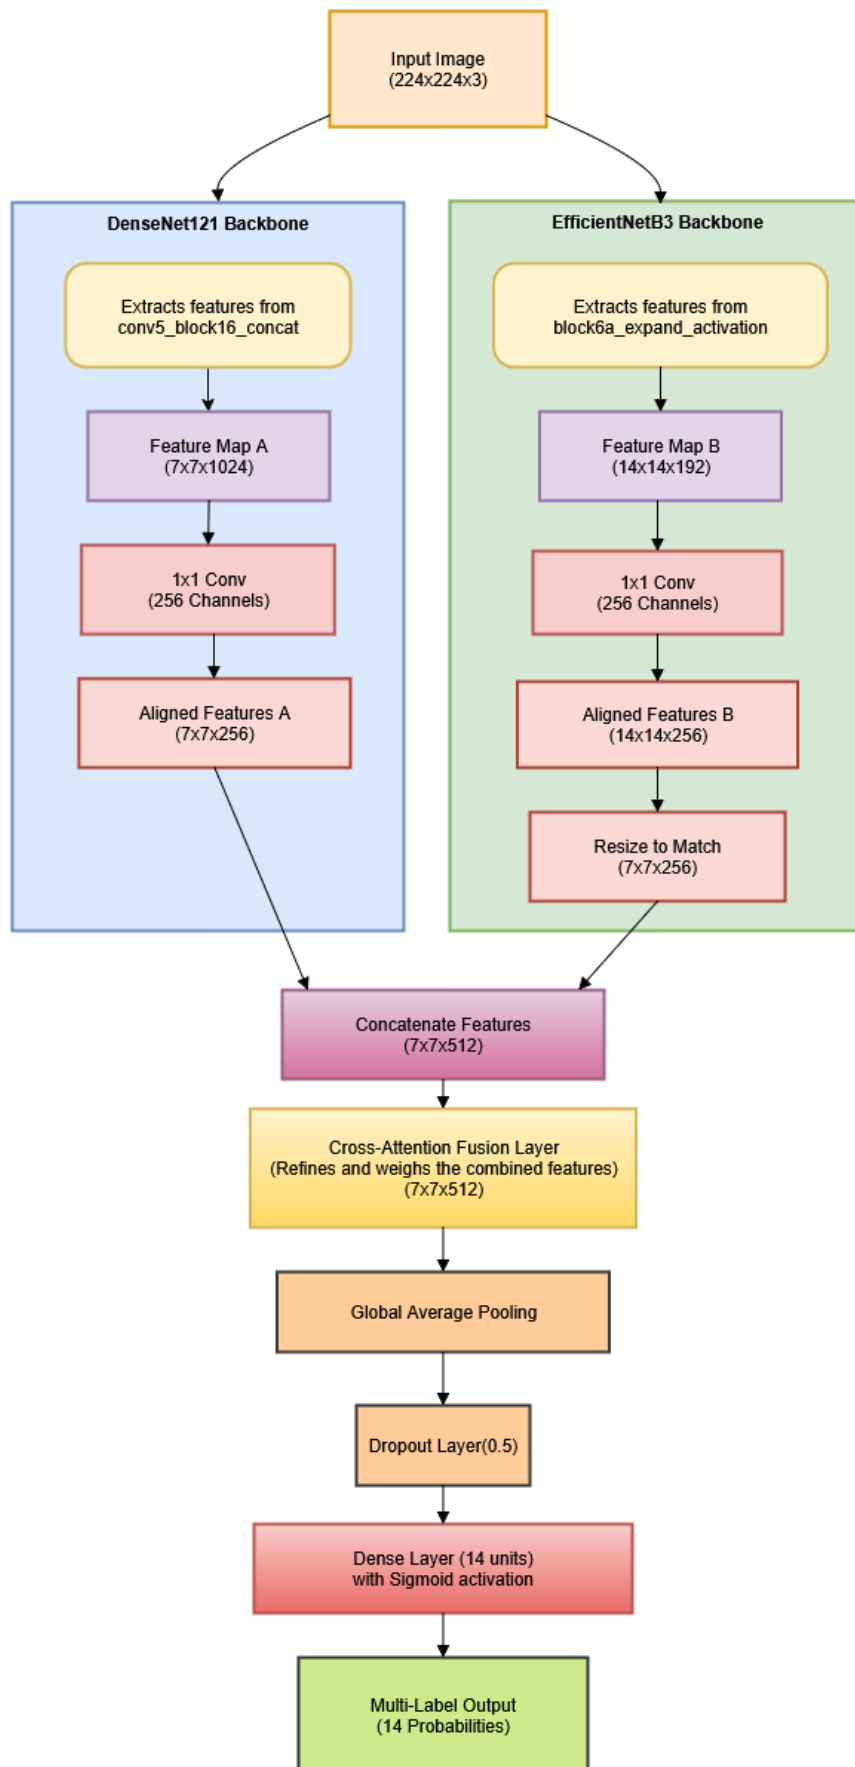 Input Image
(224x224x3)
DenseNet121 Backbone
Extracts features from
conv5_block16_concat
Feature Map A
(7x7x1024)
1x1 Conv
(256 Channels)
Aligned Features A
(7x7x256)
EfficientNetB3 Backbone
Extracts features from
block6a_expand_activation
Feature Map B
(14x14x192)
1x1 Conv
(256 Channels)
Aligned Features B
(14x14x256)
Resize to Match
(7x7x256)
Concatenate Features
(7x7x512)
Cross-Attention Fusion Layer
(Refines and weighs the combined features)
(7x7x512)
Global Average Pooling
Dropout Layer(0.5)
Dense Layer (14 units)
with Sigmoid activation
Multi-Label Output
(14 Probabilities)